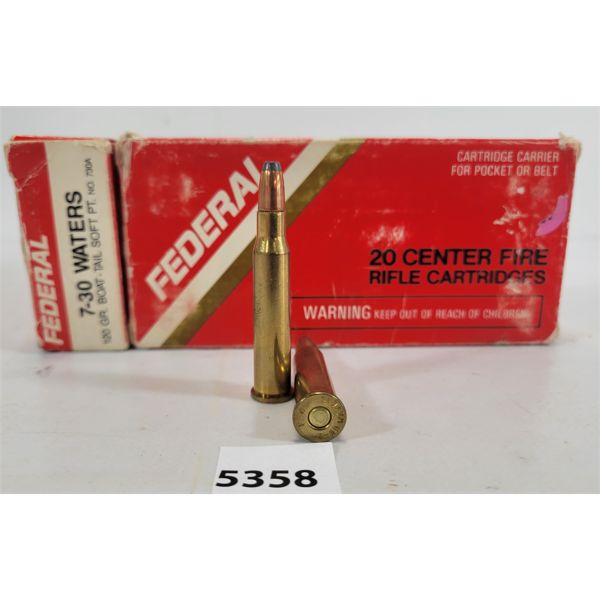 FEDERAL
7-30 WATERS
120 GR. BOAT-TAIL SOFT PT. NO. 730A
FEDERAL
CARTRIDGE CARRIER
FOR POCKET OR BELT
20 CENTER FIRE
RIFLE CARTRIDGES
WARNING KEEP OUT OF REACH OF CHILDREN
5358